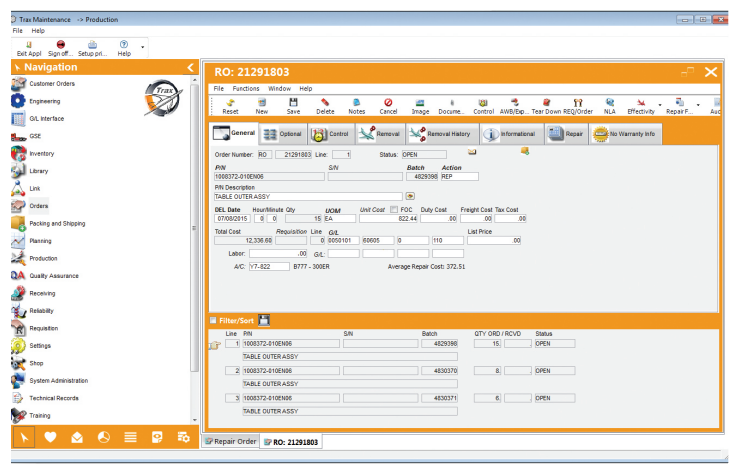 Trax Maintenance -> Production
File Help
Exit Appl Sign off... Setup pri... Help
Navigation
Customer Orders
Engineering
G/L Interface
GSE
Inventory
Library
Link
Orders
Packing and Shipping
Planning
Production
QA Quality Assurance
Receiving
Reliability
Requisition
Settings
Shop
System Administration
Technical Records
Training
Trax
RO: 21291803
File Functions Window Help
Reset New Save Delete Notes Cancel Image Docume... Control AWB/Exp... Tear Down REQ/Order NLA Effectivity Repair F... Auc
General Optional Control Removal Removal History Informational Repair No Warranty Info
Order Number: RO 21291803 Line: 1 Status: OPEN
P/N S/N Batch Action
1008372-010EN06 4829398 REP
P/N Description
TABLE OUTER ASSY
DEL Date Hour/Minute Qty UOM Unit Cost FOC Duty Cost Freight Cost Tax Cost
07/08/2015 0 0 15 EA 822.44 .00 .00 .00
Total Cost Requisition Line G/L List Price
12,336.60 0 0050101 60605 0 110 .00
Labor: .00 G/L:
A/C: Y7-822 B777 - 300ER Average Repair Cost: 372.51
Filter/Sort
Line P/N S/N Batch QTY ORD / RCVD Status
1 1008372-010EN06 4829398 15. . OPEN
TABLE OUTER ASSY
2 1008372-010EN06 4830370 8. . OPEN
TABLE OUTER ASSY
3 1008372-010EN06 4830371 6. . OPEN
TABLE OUTER ASSY
Repair Order RO: 21291803